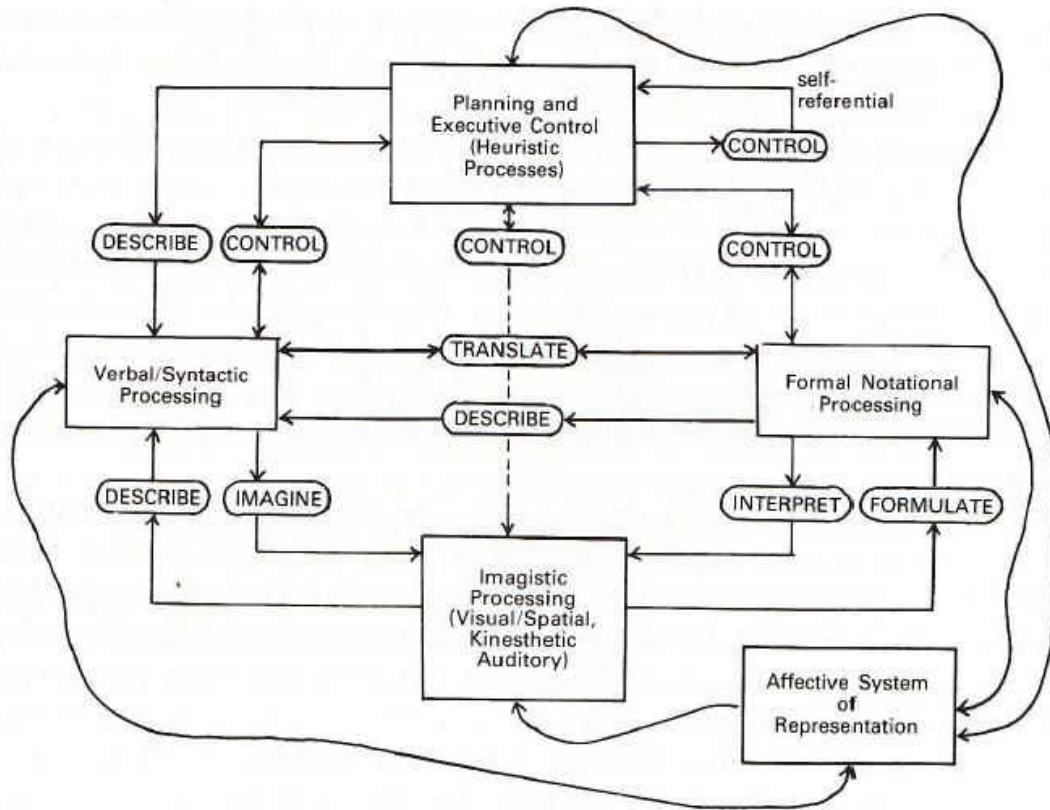 Planning and
Executive Control
(Heuristic
Processes)
self-
referential
CONTROL
DESCRIBE
CONTROL
CONTROL
CONTROL
Verbal/Syntactic
Processing
TRANSLATE
Formal Notational
Processing
DESCRIBE
DESCRIBE
IMAGINE
INTERPRET
FORMULATE
Imagistic
Processing
(Visual/Spatial,
Kinesthetic
Auditory)
Affective System
of
Representation